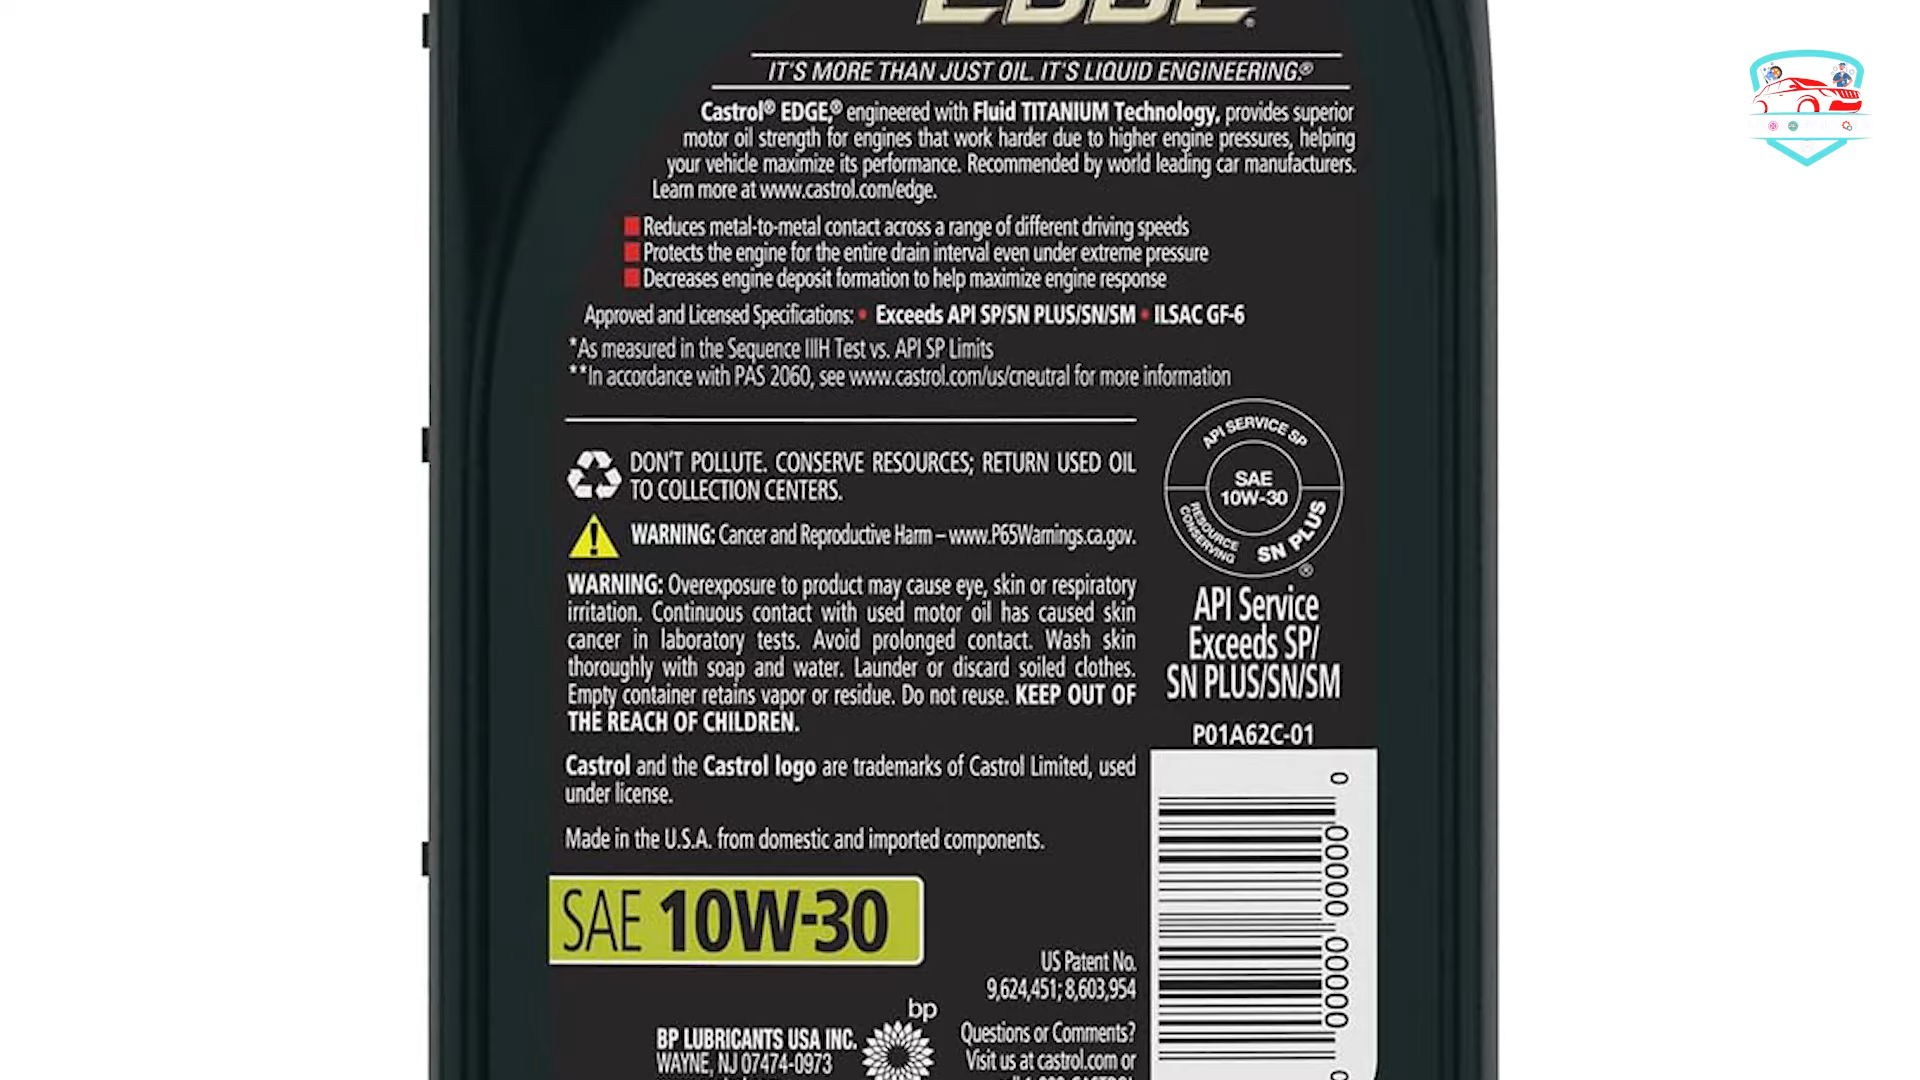 EDGE®
IT'S MORE THAN JUST OIL. IT'S LIQUID ENGINEERING.®
Castrol® EDGE,® engineered with Fluid TITANIUM Technology, provides superior
motor oil strength for engines that work harder due to higher engine pressures, helping
your vehicle maximize its performance. Recommended by world leading car manufacturers.
Learn more at www.castrol.com/edge.
Reduces metal-to-metal contact across a range of different driving speeds
Protects the engine for the entire drain interval even under extreme pressure
Decreases engine deposit formation to help maximize engine response
Approved and Licensed Specifications: • Exceeds API SP/SN PLUS/SN/SM • ILSAC GF-6
*As measured in the Sequence IIIH Test vs. API SP Limits
**In accordance with PAS 2060, see www.castrol.com/us/cneutral for more information
DON'T POLLUTE. CONSERVE RESOURCES; RETURN USED OIL
TO COLLECTION CENTERS.
WARNING: Cancer and Reproductive Harm – www.P65Warnings.ca.gov.
WARNING: Overexposure to product may cause eye, skin or respiratory
irritation. Continuous contact with used motor oil has caused skin
cancer in laboratory tests. Avoid prolonged contact. Wash skin
thoroughly with soap and water. Launder or discard soiled clothes.
Empty container retains vapor or residue. Do not reuse. KEEP OUT OF
THE REACH OF CHILDREN.
Castrol and the Castrol logo are trademarks of Castrol Limited, used
under license.
Made in the U.S.A. from domestic and imported components.
API SERVICE SP
SAE
10W-30
RESOURCE
CONSERVING
SN PLUS
®
API Service
Exceeds SP/
SN PLUS/SN/SM
P01A62C-01
0 00000 00000 0
SAE 10W-30
US Patent No.
9,624,451; 8,603,954
bp
BP LUBRICANTS USA INC.
WAYNE, NJ 07474-0973
Questions or Comments?
Visit us at castrol.com or